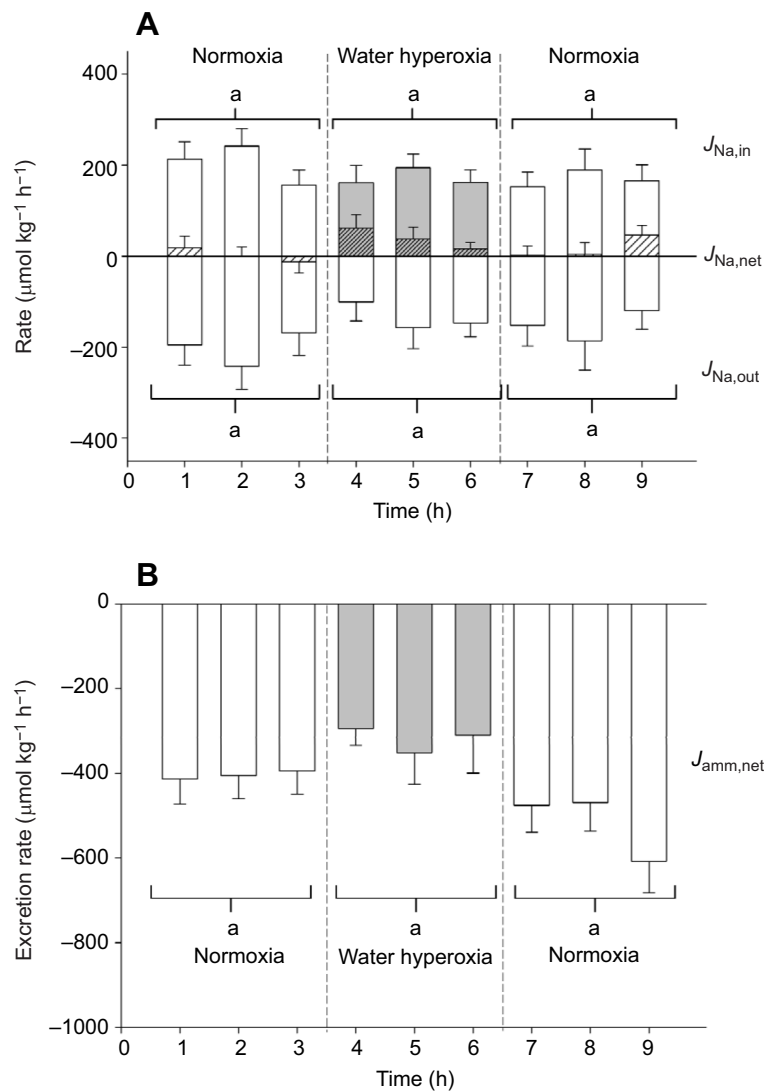 A
Normoxia Water hyperoxia Normoxia
400
a a a
J_Na,in
200
0
J_Na,net
Rate (μmol kg⁻¹ h⁻¹)
–200
J_Na,out
a a a
–400
0 1 2 3 4 5 6 7 8 9
Time (h)
B
0
–200
J_amm,net
–400
Excretion rate (μmol kg⁻¹ h⁻¹)
–600
a a a
–800
Normoxia Water hyperoxia Normoxia
–1000
0 1 2 3 4 5 6 7 8 9
Time (h)